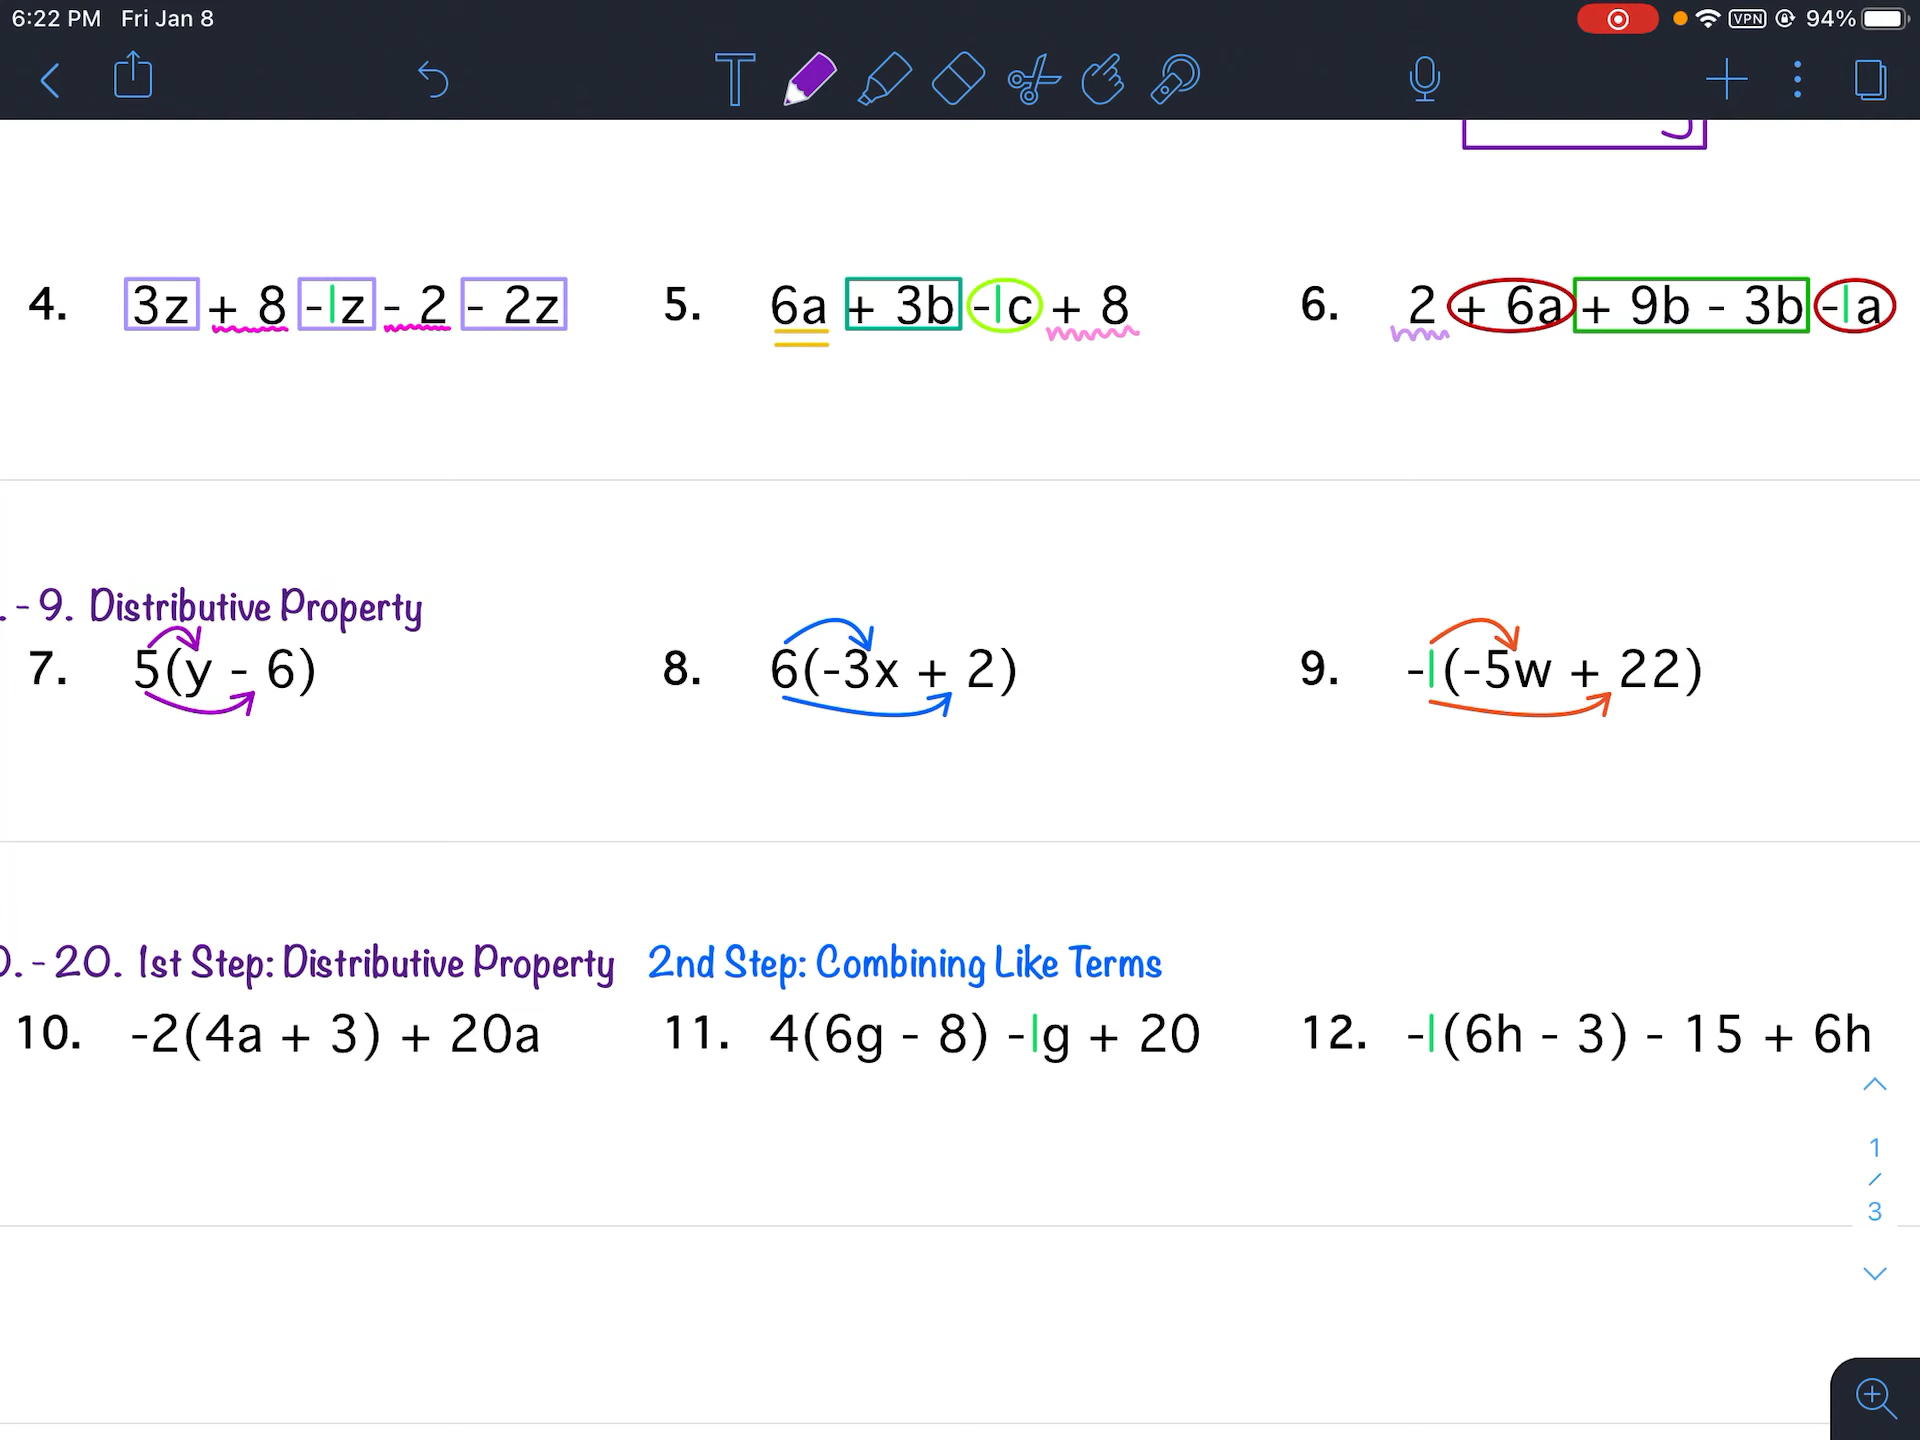 6:22 PM Fri Jan 8
VPN 94%
4. 3z + 8 -1z - 2 - 2z
5. 6a + 3b -1c + 8
6. 2 + 6a + 9b - 3b -1a
. - 9. Distributive Property
7. 5(y - 6)
8. 6(-3x + 2)
9. -1(-5w + 22)
0. - 20. 1st Step: Distributive Property 2nd Step: Combining Like Terms
10. -2(4a + 3) + 20a
11. 4(6g - 8) -1g + 20
12. -1(6h - 3) - 15 + 6h
1
/
3